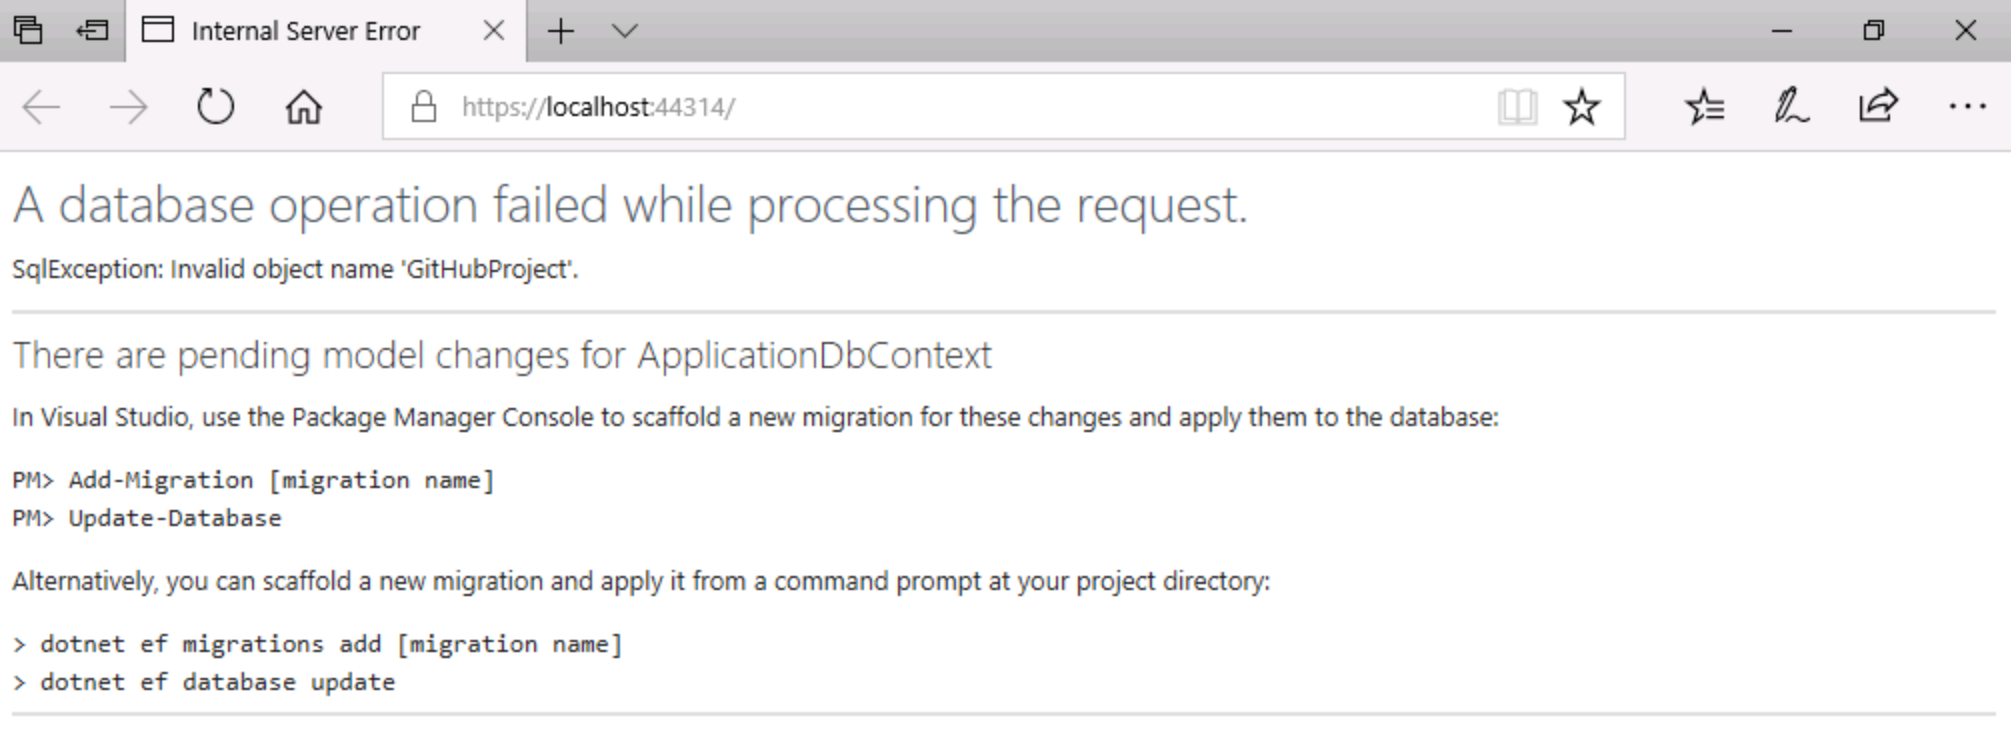 Internal Server Error
https://localhost:44314/
A database operation failed while processing the request.
SqlException: Invalid object name 'GitHubProject'.
There are pending model changes for ApplicationDbContext
In Visual Studio, use the Package Manager Console to scaffold a new migration for these changes and apply them to the database:
PM> Add-Migration [migration name]
PM> Update-Database
Alternatively, you can scaffold a new migration and apply it from a command prompt at your project directory:
> dotnet ef migrations add [migration name]
> dotnet ef database update